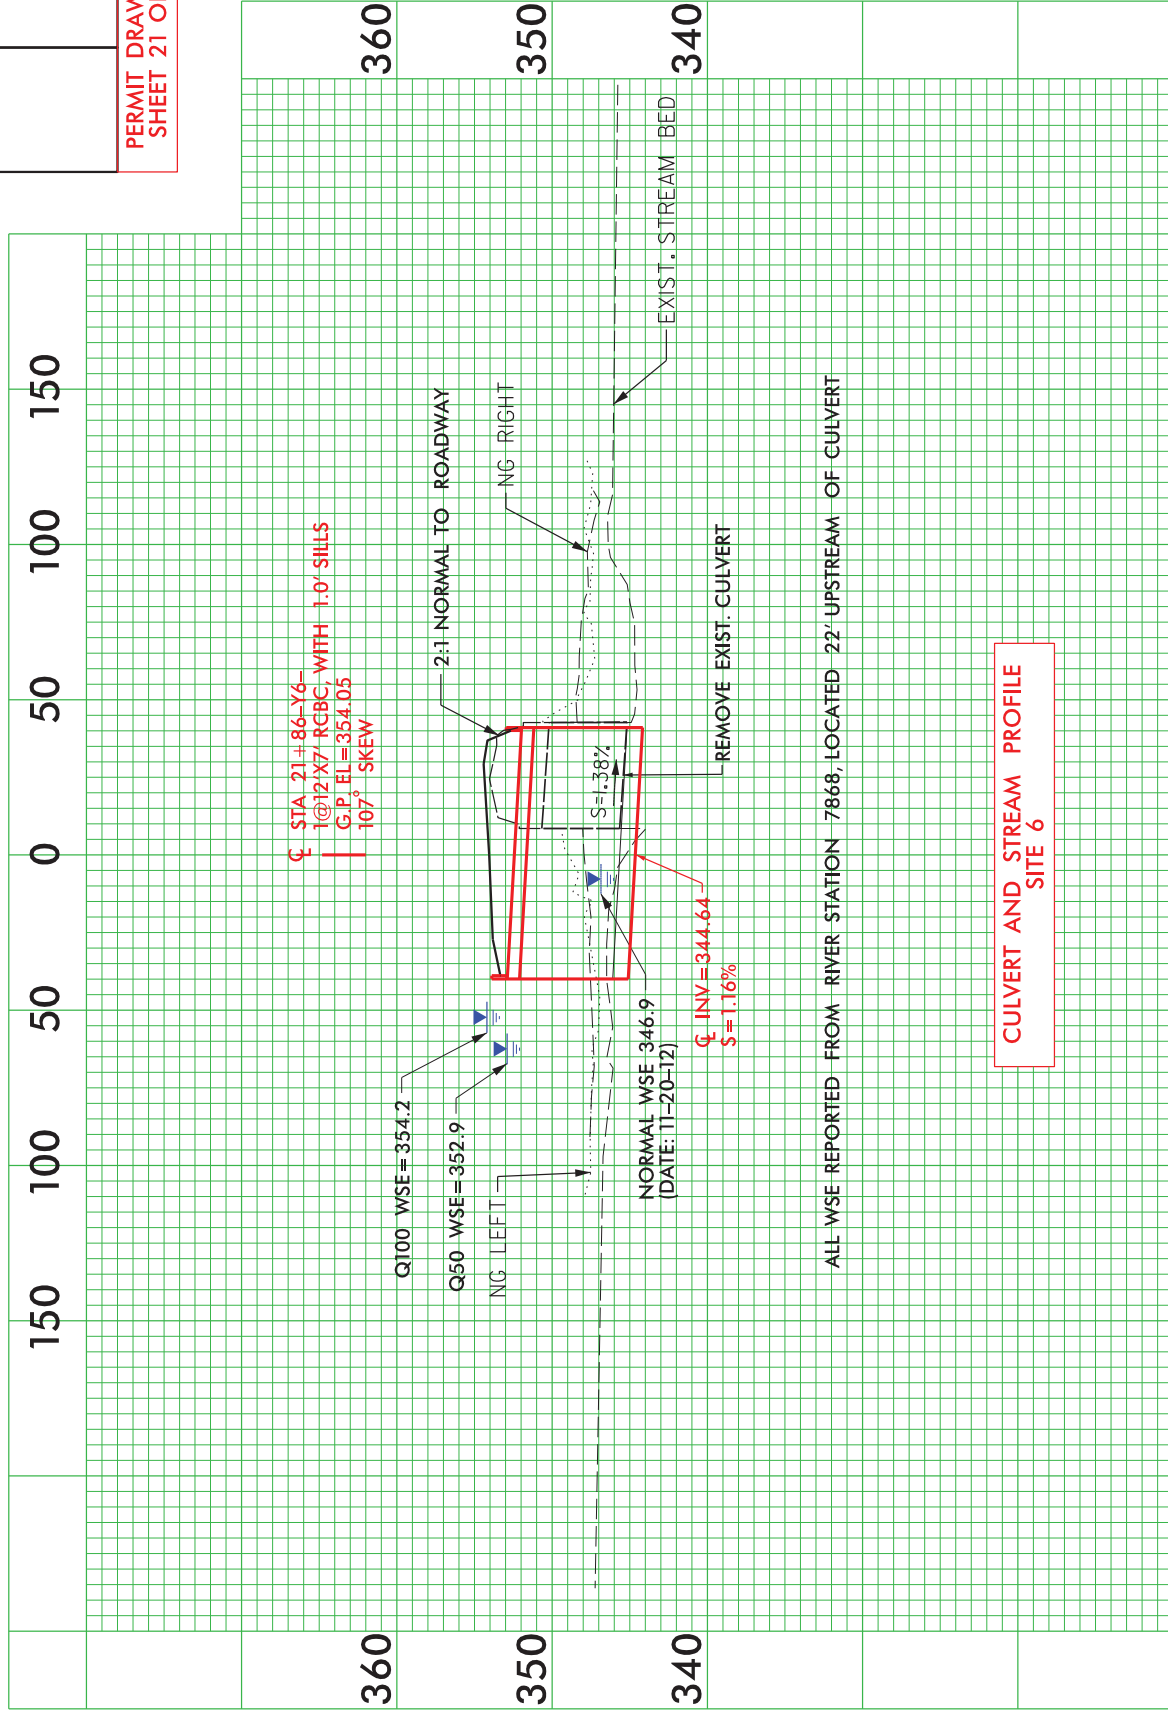 PERMIT DRAW
SHEET 21 O
150
100
50
0
50
100
150
360
350
340
360
350
340
℄ STA. 21+86-Y6-
1@12'X7' RCBC, WITH 1.0' SILLS
G.P. EL=354.05
107° SKEW
Q100 WSE=354.2
Q50 WSE=352.9
NG LEFT
2:1 NORMAL TO ROADWAY
NG RIGHT
S=1.38%
EXIST. STREAM BED
NORMAL WSE 346.9
(DATE: 11-20-12)
℄ INV=344.64
S=1.16%
REMOVE EXIST. CULVERT
ALL WSE REPORTED FROM RIVER STATION 7868, LOCATED 22' UPSTREAM OF CULVERT
CULVERT AND STREAM PROFILE
SITE 6